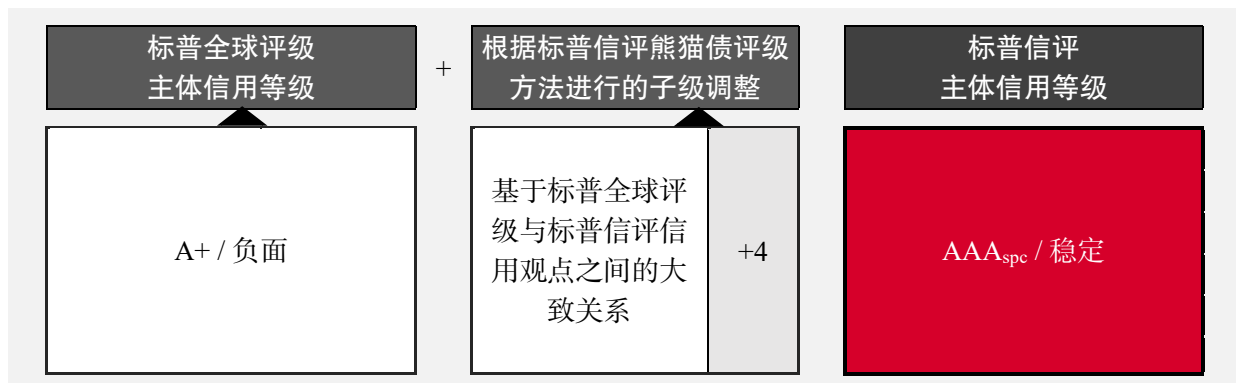 标普全球评级
主体信用等级
+
根据标普信评熊猫债评级
方法进行的子级调整
标普信评
主体信用等级
A+ / 负面
基于标普全球评
级与标普信评信
用观点之间的大
致关系
+4
AAAspc / 稳定